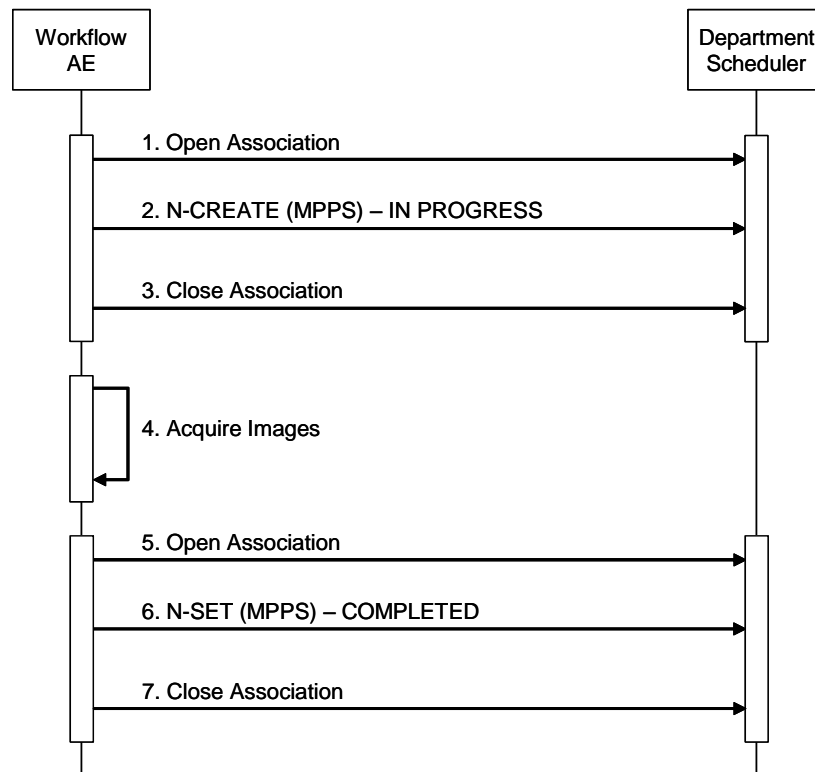 Workflow
AE
Department
Scheduler
1. Open Association
2. N-CREATE (MPPS) – IN PROGRESS
3. Close Association
4. Acquire Images
5. Open Association
6. N-SET (MPPS) – COMPLETED
7. Close Association